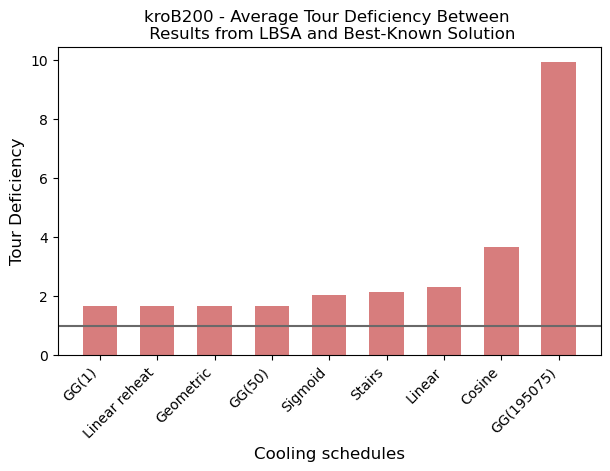 kroB200 - Average Tour Deficiency Between
Results from LBSA and Best-Known Solution
Tour Deficiency
10
8
6
4
2
0
GG(1)
Linear reheat
Geometric
GG(50)
Sigmoid
Stairs
Linear
Cosine
GG(195075)
Cooling schedules